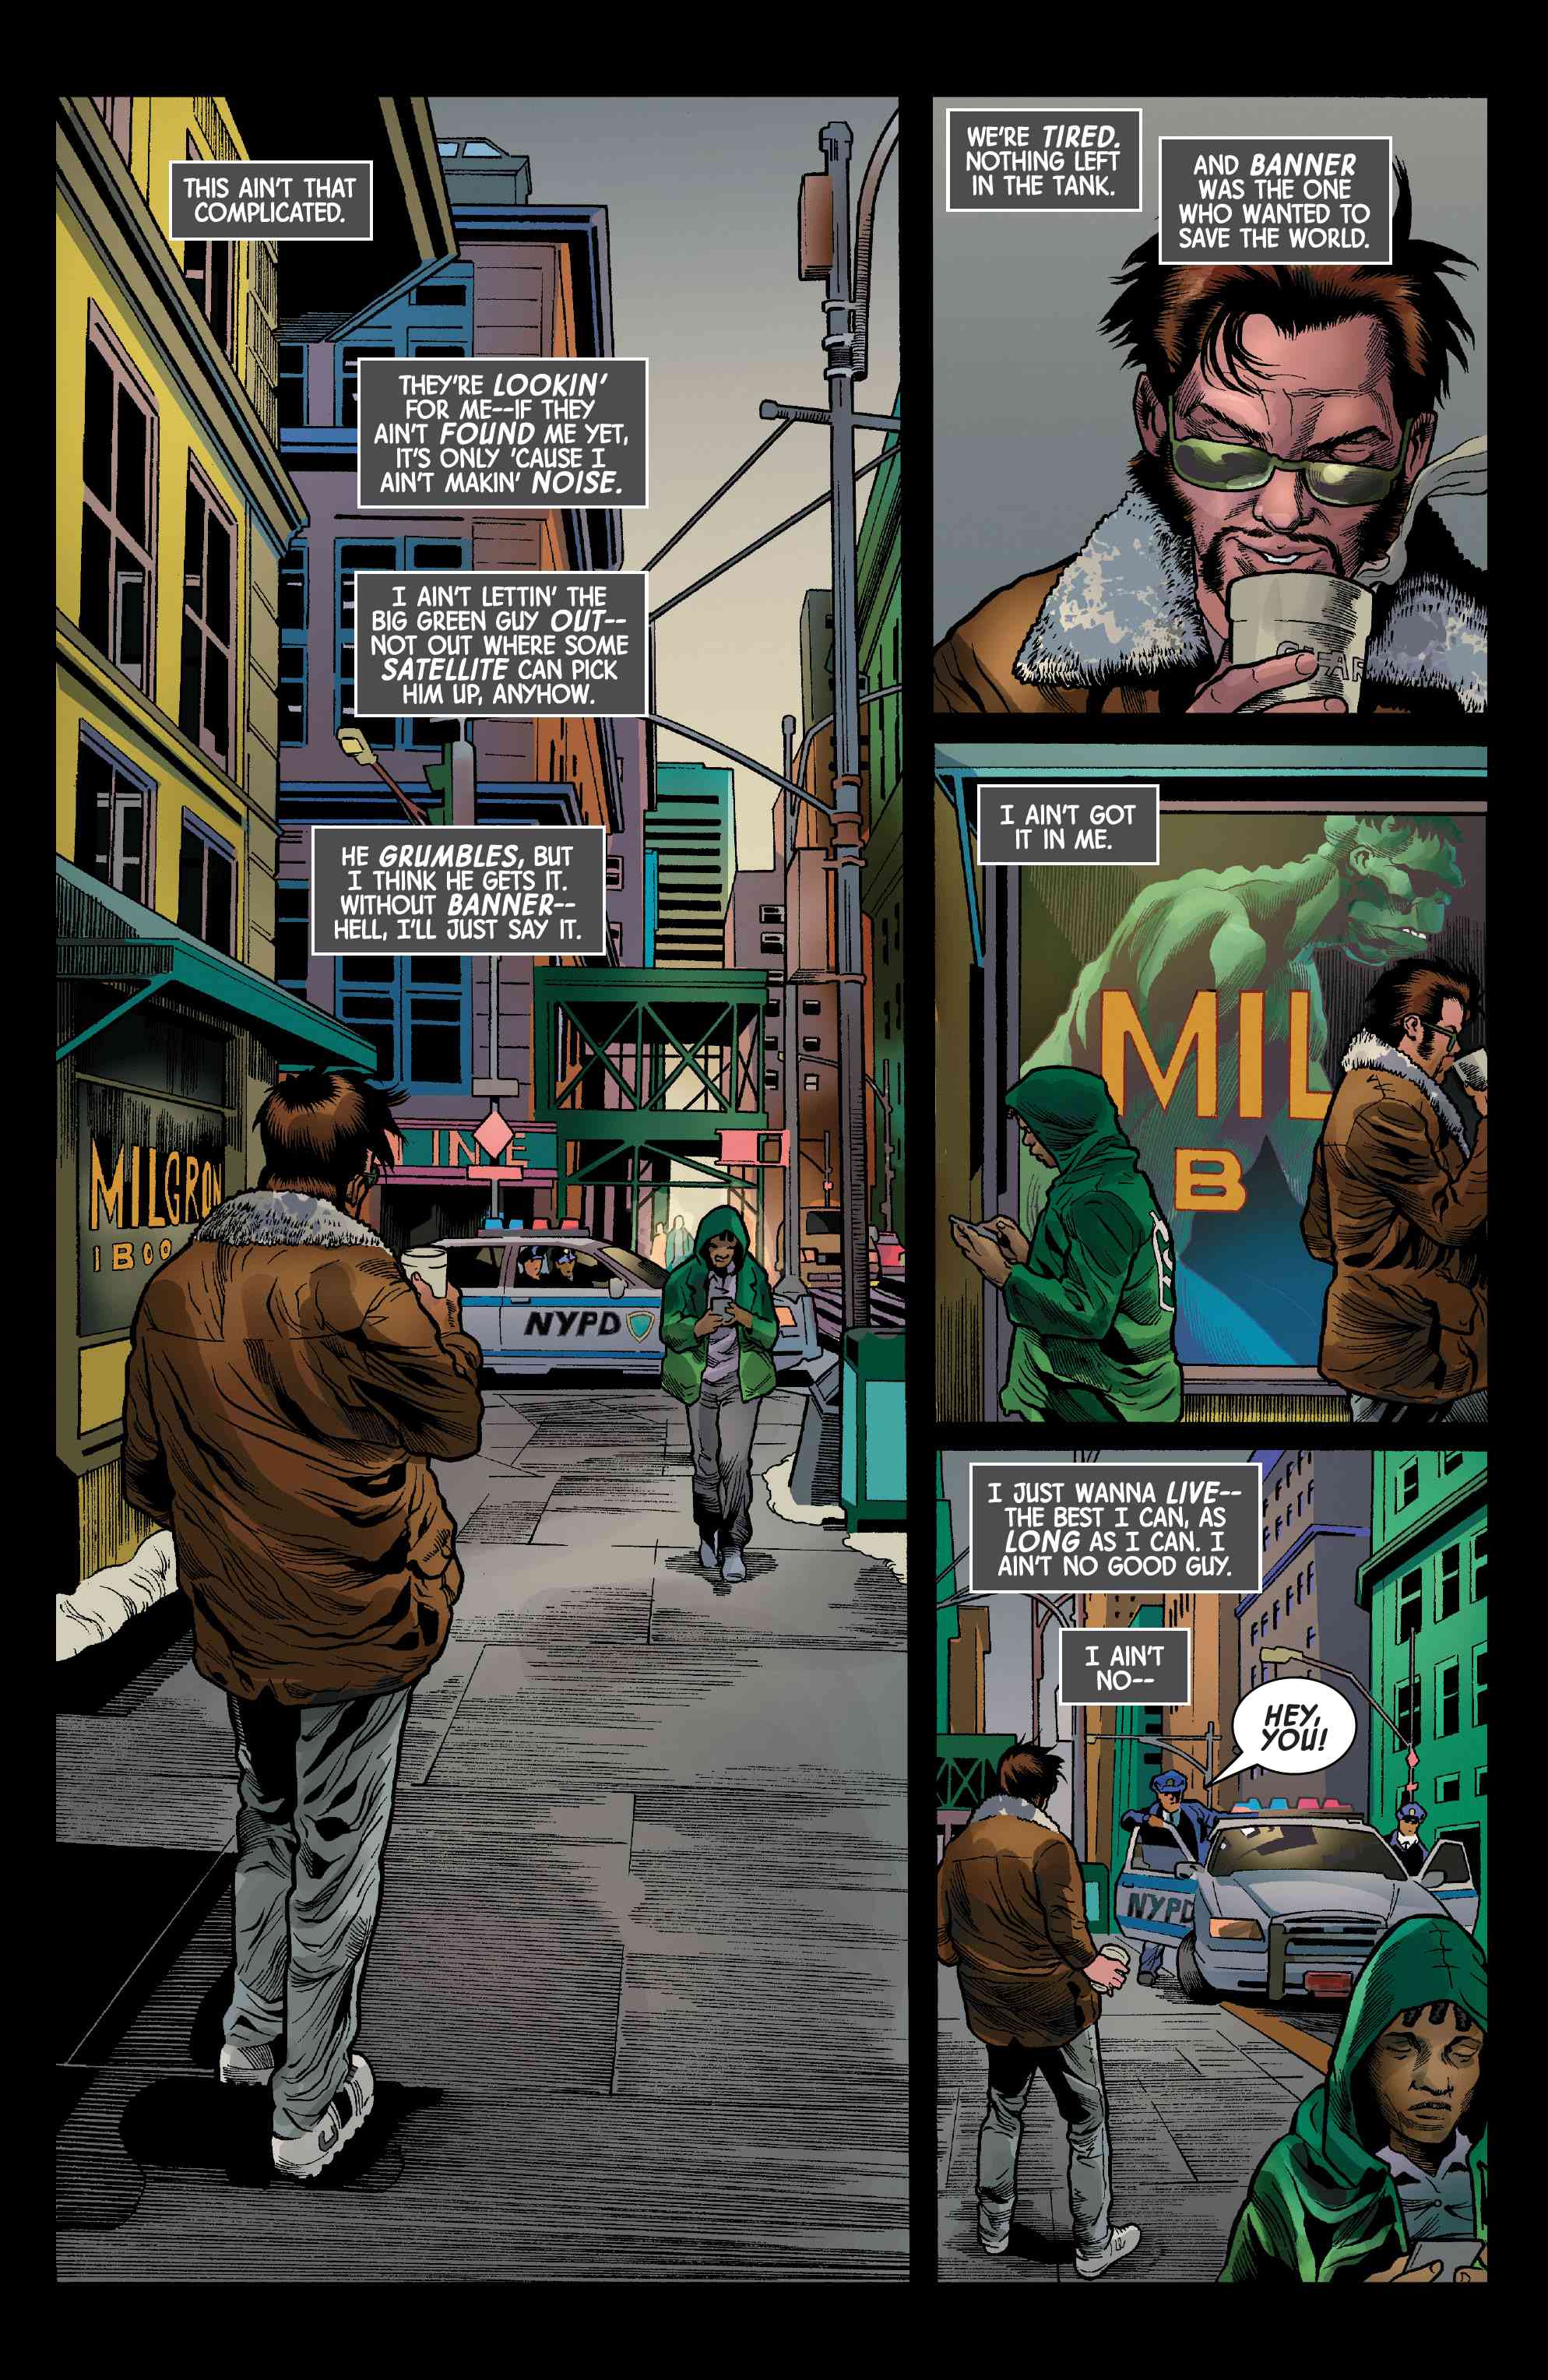 THIS AIN'T THAT
COMPLICATED.
THEY'RE LOOKIN'
FOR ME--IF THEY
AIN'T FOUND ME YET,
IT'S ONLY 'CAUSE I
AIN'T MAKIN' NOISE.
I AIN'T LETTIN' THE
BIG GREEN GUY OUT--
NOT OUT WHERE SOME
SATELLITE CAN PICK
HIM UP, ANYHOW.
HE GRUMBLES, BUT
I THINK HE GETS IT.
WITHOUT BANNER--
HELL, I'LL JUST SAY IT.
MILGRON
BOO
INE
NYPD
WE'RE TIRED.
NOTHING LEFT
IN THE TANK.
AND BANNER
WAS THE ONE
WHO WANTED TO
SAVE THE WORLD.
I AIN'T GOT
IT IN ME.
MIL
B
I JUST WANNA LIVE--
THE BEST I CAN, AS
LONG AS I CAN. I
AIN'T NO GOOD GUY.
I AIN'T
NO--
HEY,
YOU!
NYPD